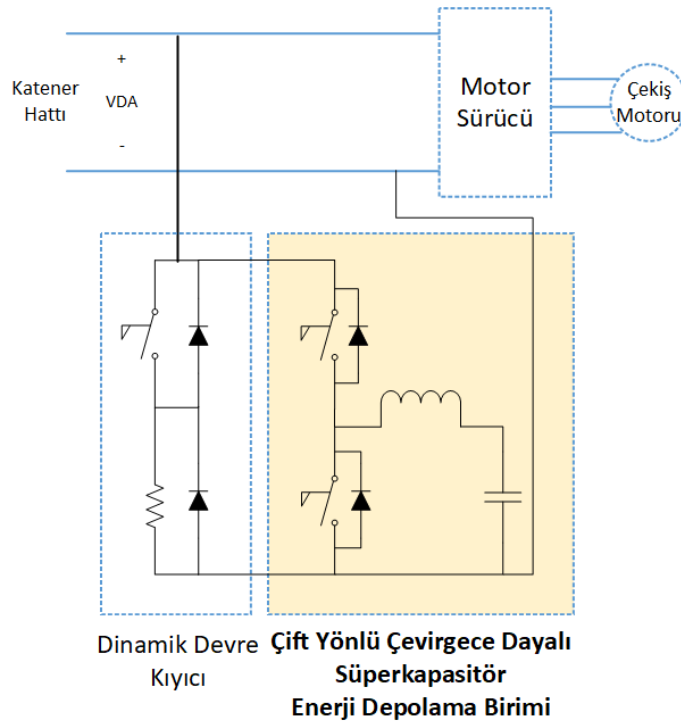 Katener
Hattı
+
VDA
-
Motor
Sürücü
Çekiş
Motoru
Dinamik Devre
Kıyıcı
Çift Yönlü Çevirgece Dayalı
Süperkapasitör
Enerji Depolama Birimi